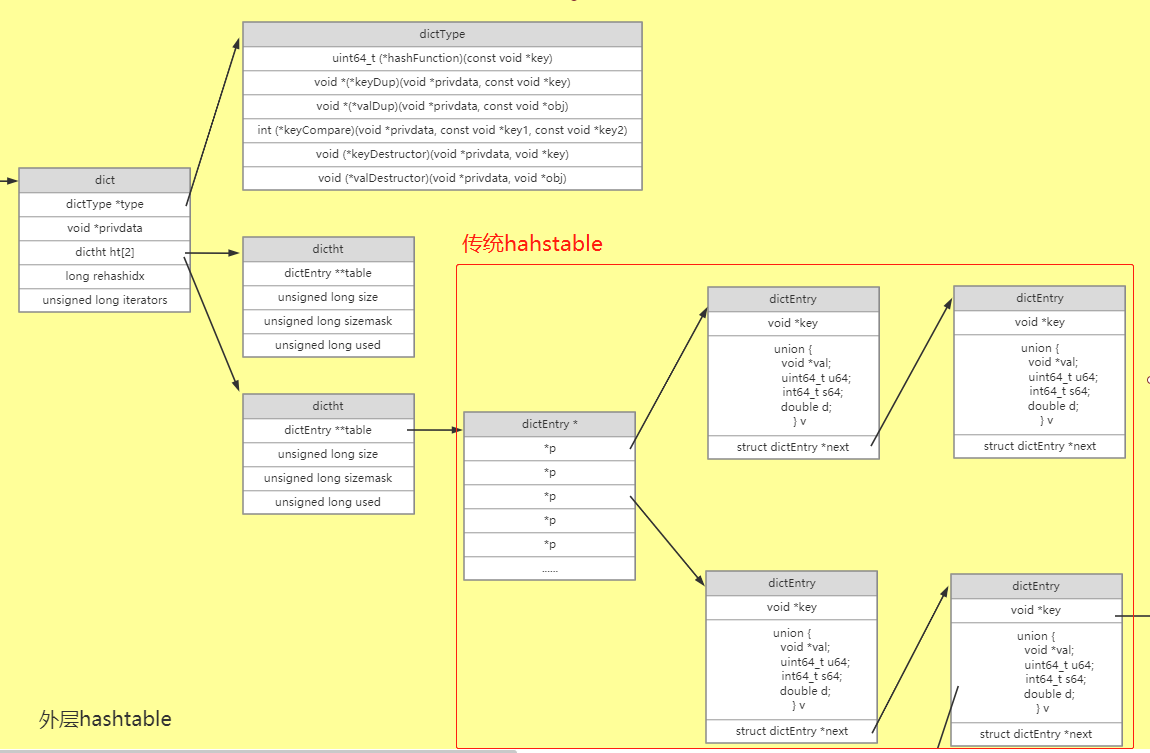 dictType
uint64_t (*hashFunction)(const void *key)
void *(*keyDup)(void *privdata, const void *key)
void *(*valDup)(void *privdata, const void *obj)
int (*keyCompare)(void *privdata, const void *key1, const void *key2)
void (*keyDestructor)(void *privdata, void *key)
void (*valDestructor)(void *privdata, void *obj)
dict
dictType *type
void *privdata
dictht ht[2]
long rehashidx
unsigned long iterators
dictht
dictEntry **table
unsigned long size
unsigned long sizemask
unsigned long used
dictht
dictEntry **table
unsigned long size
unsigned long sizemask
unsigned long used
传统hahstable
dictEntry *
*p
*p
*p
*p
*p
......
dictEntry
void *key
union {
void *val;
uint64_t u64;
int64_t s64;
double d;
} v
struct dictEntry *next
dictEntry
void *key
union {
void *val;
uint64_t u64;
int64_t s64;
double d;
} v
struct dictEntry *next
dictEntry
void *key
union {
void *val;
uint64_t u64;
int64_t s64;
double d;
} v
struct dictEntry *next
dictEntry
void *key
union {
void *val;
uint64_t u64;
int64_t s64;
double d;
} v
struct dictEntry *next
外层hashtable